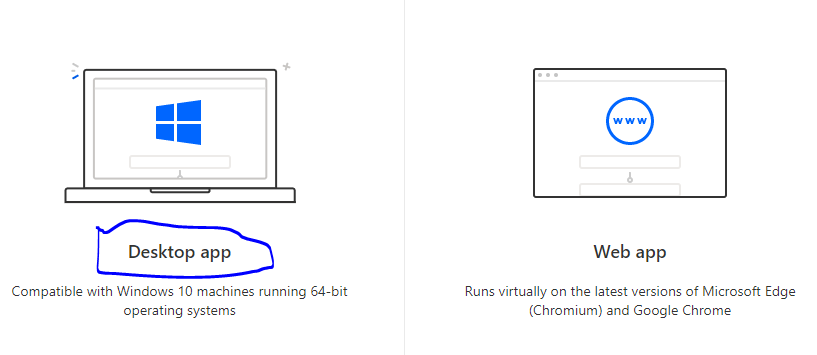 www
Desktop app
Compatible with Windows 10 machines running 64-bit
operating systems
Web app
Runs virtually on the latest versions of Microsoft Edge
(Chromium) and Google Chrome